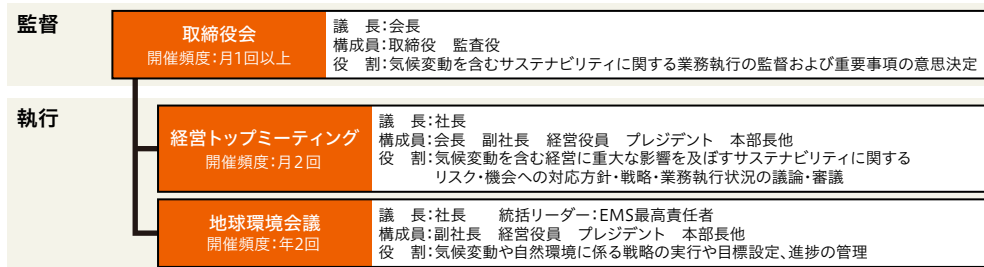 監督
取締役会
開催頻度:月1回以上
議　長:会長
構成員:取締役　監査役
役　割:気候変動を含むサステナビリティに関する業務執行の監督および重要事項の意思決定
執行
経営トップミーティング
開催頻度:月2回
議　長:社長
構成員:会長　副社長　経営役員　プレジデント　本部長他
役　割:気候変動を含む経営に重大な影響を及ぼすサステナビリティに関する
リスク・機会への対応方針・戦略・業務執行状況の議論・審議
地球環境会議
開催頻度:年2回
議　長:社長　　統括リーダー:EMS最高責任者
構成員:副社長　経営役員　プレジデント　本部長他
役　割:気候変動や自然環境に係る戦略の実行や目標設定、進捗の管理